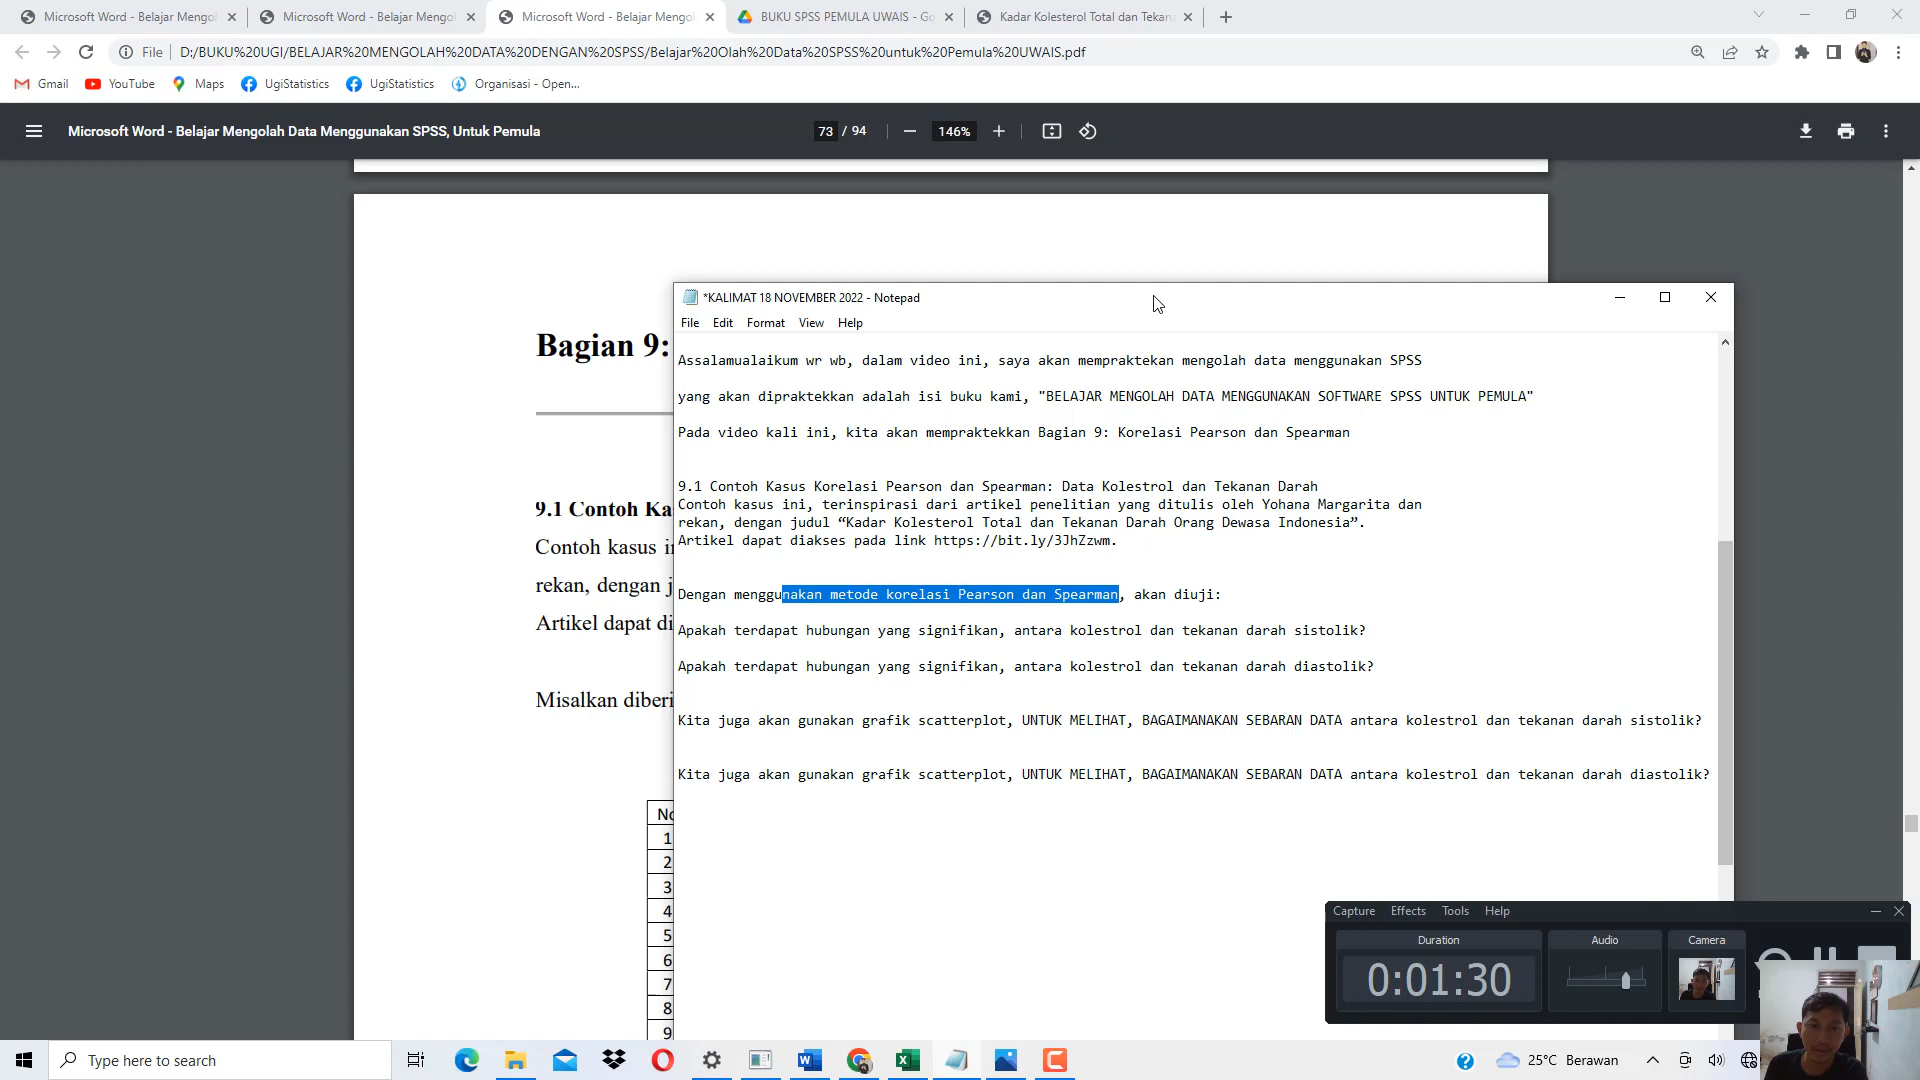 Microsoft Word - Belajar Mengol
Microsoft Word - Belajar Mengol
Microsoft Word - Belajar Mengol
BUKU SPSS PEMULA UWAIS - Go
Kadar Kolesterol Total dan Tekan
File
D:/BUKU%20UGI/BELAJAR%20MENGOLAH%20DATA%20DENGAN%20SPSS/Belajar%20Olah%20Data%20SPSS%20untuk%20Pemula%20UWAIS.pdf
Gmail
YouTube
Maps
UgiStatistics
UgiStatistics
Organisasi - Open...
Microsoft Word - Belajar Mengolah Data Menggunakan SPSS, Untuk Pemula
73 / 94
146%
Bagian 9:
9.1 Contoh Ka
Contoh kasus i
rekan, dengan j
Artikel dapat di
Misalkan diberi
No
1
2
3
4
5
6
7
8
9
*KALIMAT 18 NOVEMBER 2022 - Notepad
File Edit Format View Help
Assalamualaikum wr wb, dalam video ini, saya akan mempraktekan mengolah data menggunakan SPSS
yang akan dipraktekkan adalah isi buku kami, "BELAJAR MENGOLAH DATA MENGGUNAKAN SOFTWARE SPSS UNTUK PEMULA"
Pada video kali ini, kita akan mempraktekkan Bagian 9: Korelasi Pearson dan Spearman
9.1 Contoh Kasus Korelasi Pearson dan Spearman: Data Kolestrol dan Tekanan Darah
Contoh kasus ini, terinspirasi dari artikel penelitian yang ditulis oleh Yohana Margarita dan
rekan, dengan judul “Kadar Kolesterol Total dan Tekanan Darah Orang Dewasa Indonesia”.
Artikel dapat diakses pada link https://bit.ly/3JhZzwm.
Dengan menggunakan metode korelasi Pearson dan Spearman, akan diuji:
Apakah terdapat hubungan yang signifikan, antara kolestrol dan tekanan darah sistolik?
Apakah terdapat hubungan yang signifikan, antara kolestrol dan tekanan darah diastolik?
Kita juga akan gunakan grafik scatterplot, UNTUK MELIHAT, BAGAIMANAKAN SEBARAN DATA antara kolestrol dan tekanan darah sistolik?
Kita juga akan gunakan grafik scatterplot, UNTUK MELIHAT, BAGAIMANAKAN SEBARAN DATA antara kolestrol dan tekanan darah diastolik?
Capture Effects Tools Help
Duration
Audio
Camera
0:01:30
Type here to search
25°C Berawan